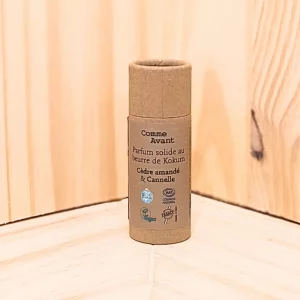 Comme
Avant
Parfum solide au
beurre de Kokum
Cèdre amandé
& Cannelle